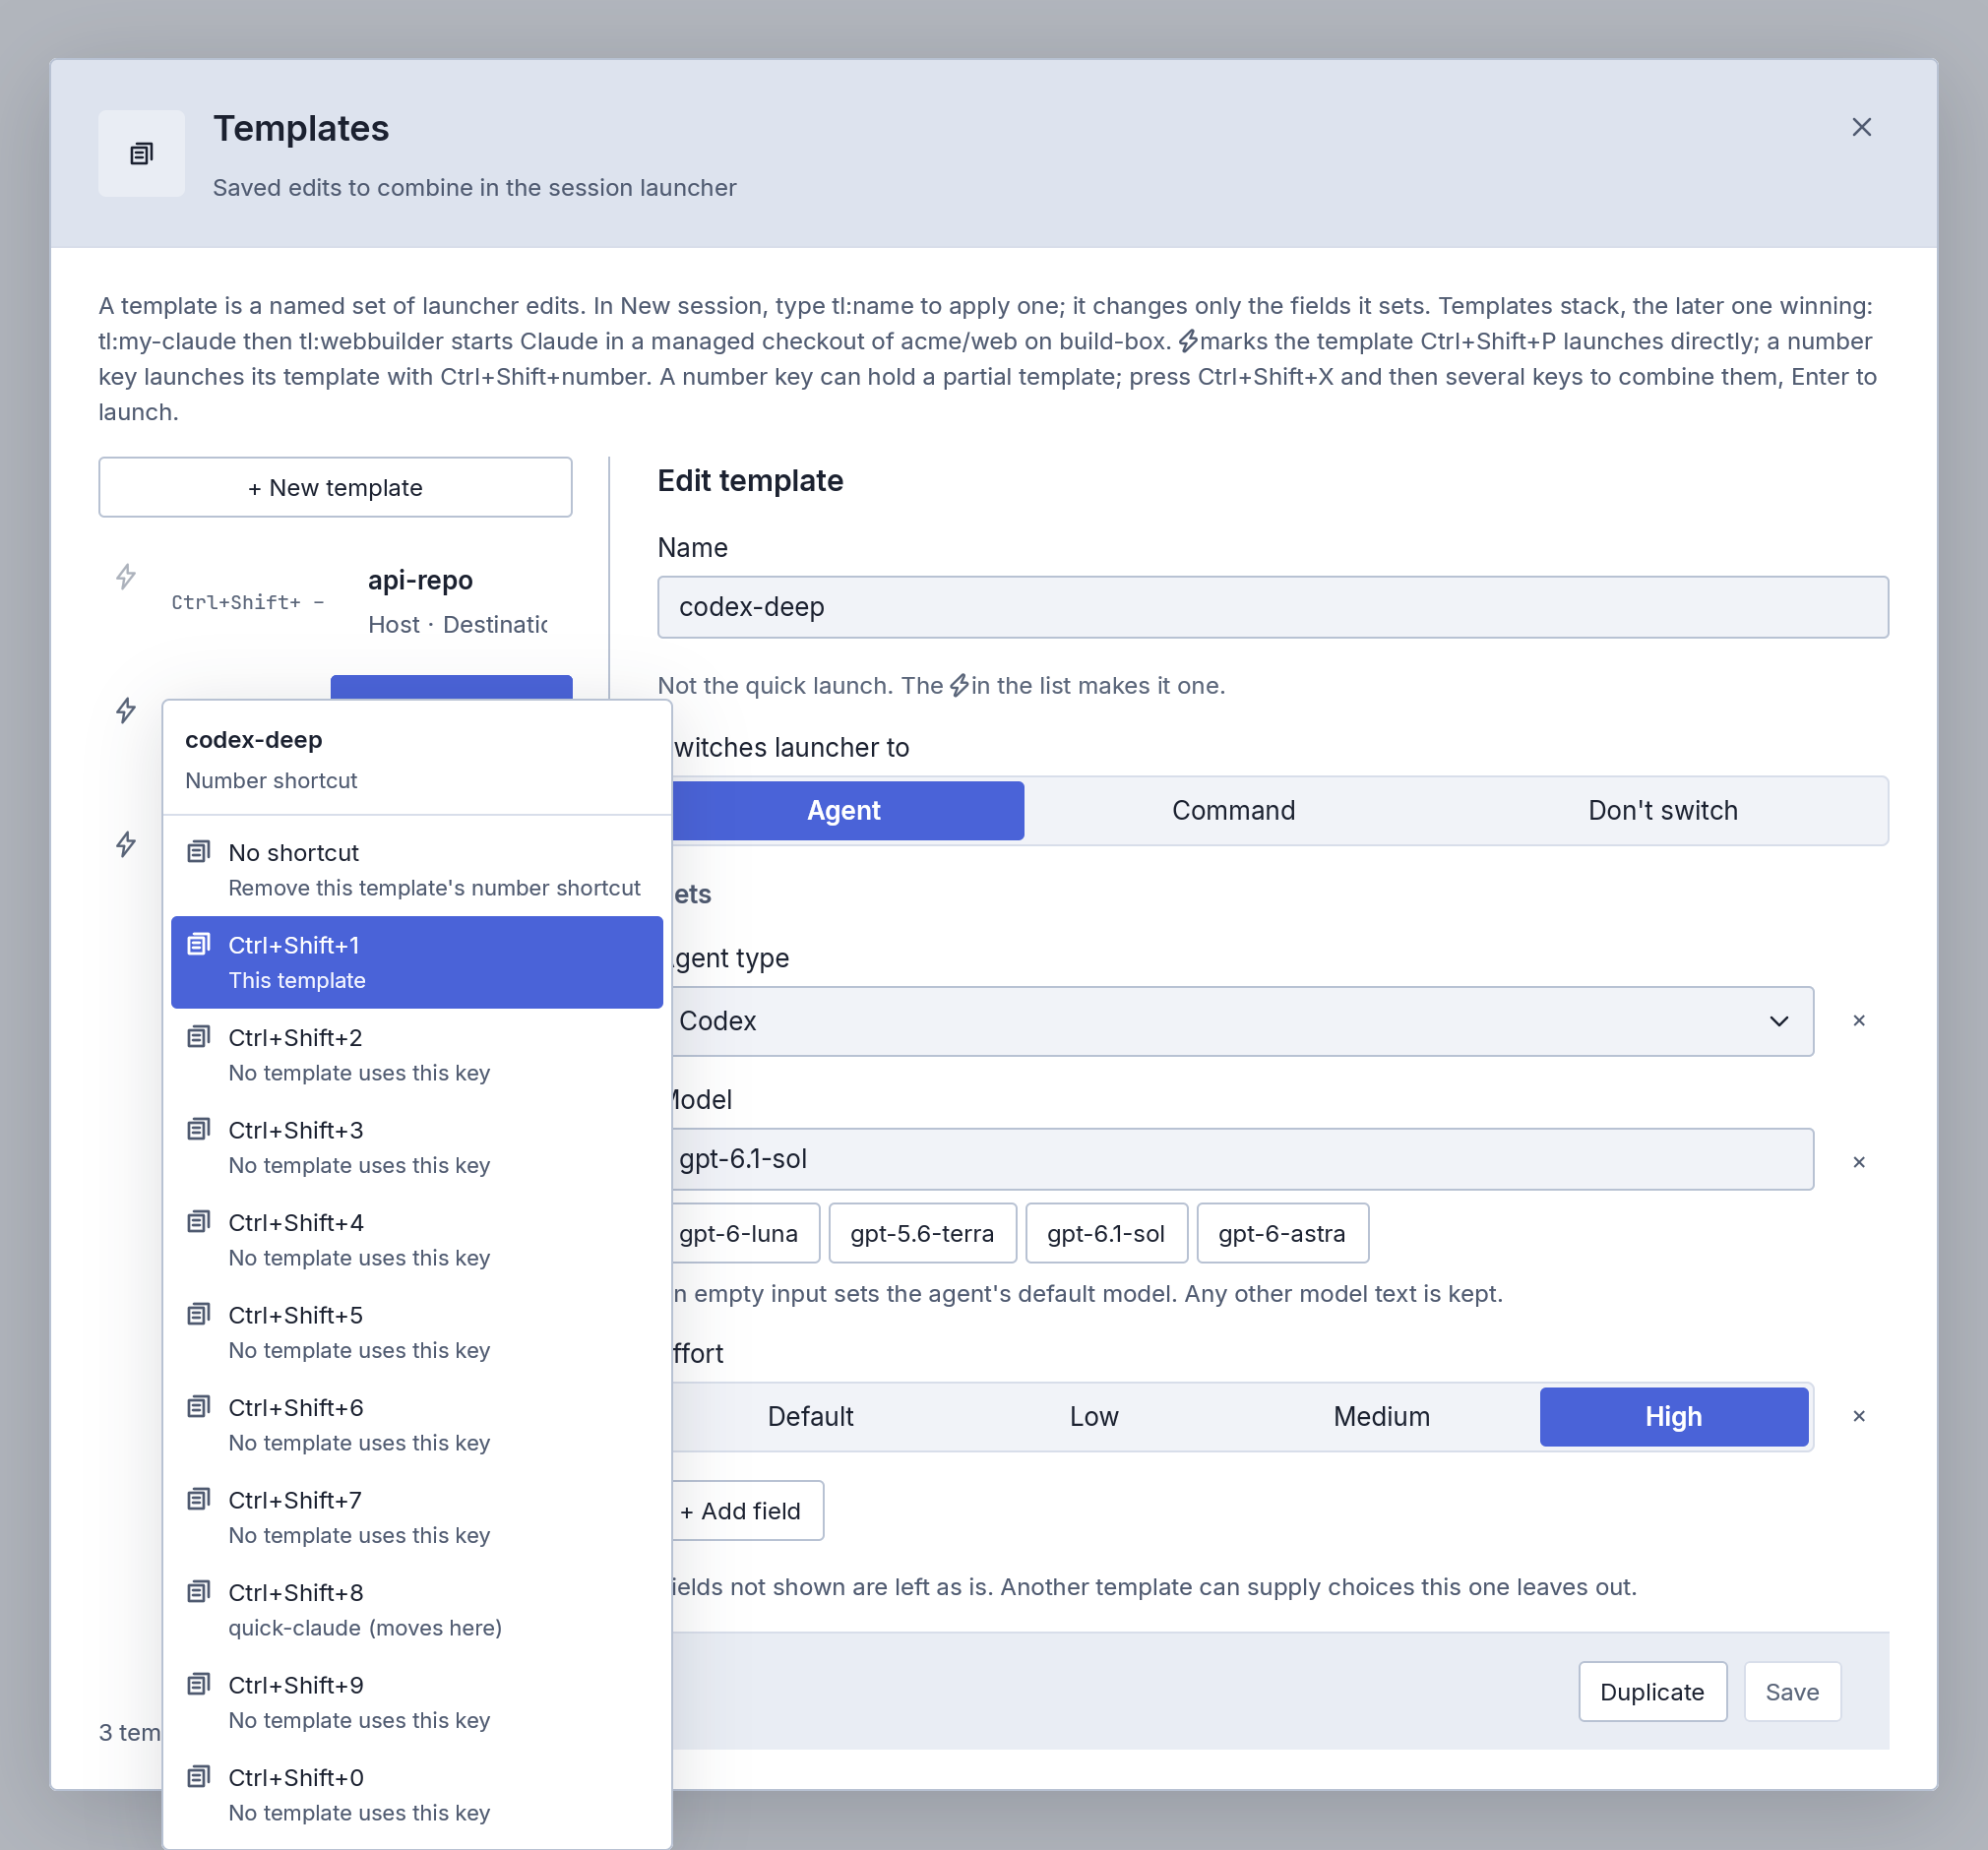 Templates
Saved edits to combine in the session launcher
A template is a named set of launcher edits. In New session, type tl:name to apply one; it changes only the fields it sets. Templates stack, the later one winning:
tl:my-claude then tl:webbuilder starts Claude in a managed checkout of acme/web on build-box. marks the template Ctrl+Shift+P launches directly; a number
key launches its template with Ctrl+Shift+number. A number key can hold a partial template; press Ctrl+Shift+X and then several keys to combine them, Enter to
launch.
+ New template
Ctrl+Shift+ –
api-repo
Host · Destinatic
3 tem
codex-deep
Number shortcut
No shortcut
Remove this template's number shortcut
Ctrl+Shift+1
This template
Ctrl+Shift+2
No template uses this key
Ctrl+Shift+3
No template uses this key
Ctrl+Shift+4
No template uses this key
Ctrl+Shift+5
No template uses this key
Ctrl+Shift+6
No template uses this key
Ctrl+Shift+7
No template uses this key
Ctrl+Shift+8
quick-claude (moves here)
Ctrl+Shift+9
No template uses this key
Ctrl+Shift+0
No template uses this key
Edit template
Name
codex-deep
Not the quick launch. The in the list makes it one.
witches launcher to
Agent
Command
Don't switch
ets
gent type
Codex
×
Model
gpt-6.1-sol
×
gpt-6-luna
gpt-5.6-terra
gpt-6.1-sol
gpt-6-astra
n empty input sets the agent's default model. Any other model text is kept.
ffort
Default
Low
Medium
High
×
+ Add field
ields not shown are left as is. Another template can supply choices this one leaves out.
Duplicate
Save